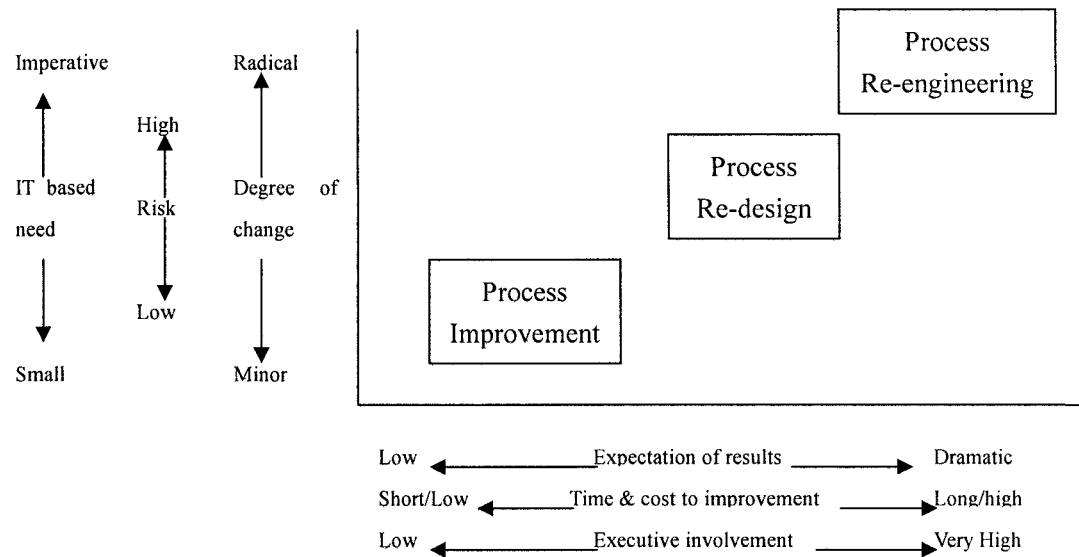 Imperative
Radical
High
IT based
need
Risk
Degree of
change
Low
Small
Minor
Process
Re-engineering
Process
Re-design
Process
Improvement
Low Expectation of results Dramatic
Short/Low Time & cost to improvement Long/high
Low Executive involvement Very High